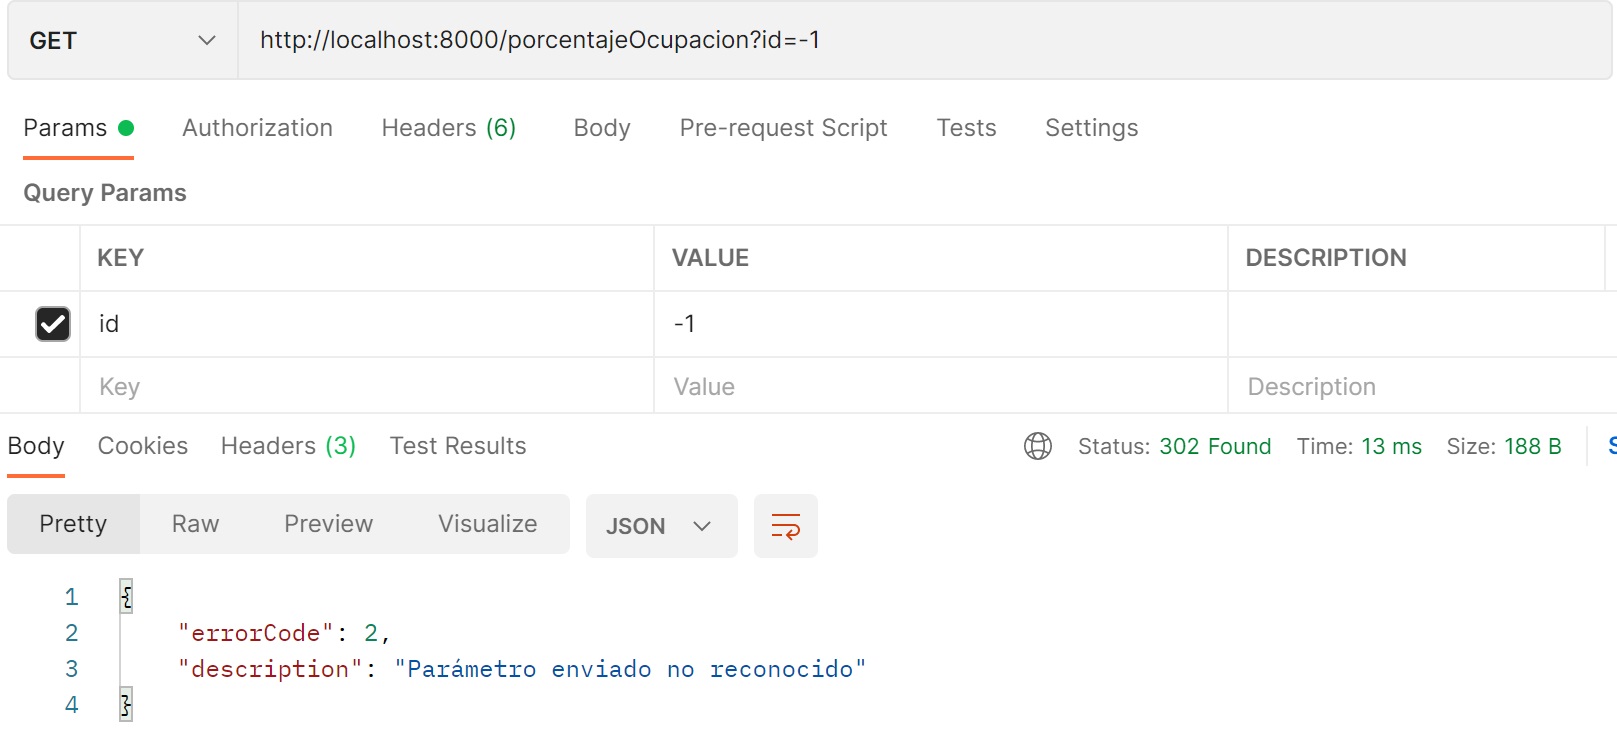 GET http://localhost:8000/porcentajeOcupacion?id=-1
Params Authorization Headers (6) Body Pre-request Script Tests Settings
Query Params
KEY VALUE DESCRIPTION
id -1
Key Value Description
Body Cookies Headers (3) Test Results Status: 302 Found Time: 13 ms Size: 188 B
Pretty Raw Preview Visualize JSON
1 {
2 "errorCode": 2,
3 "description": "Parámetro enviado no reconocido"
4 }